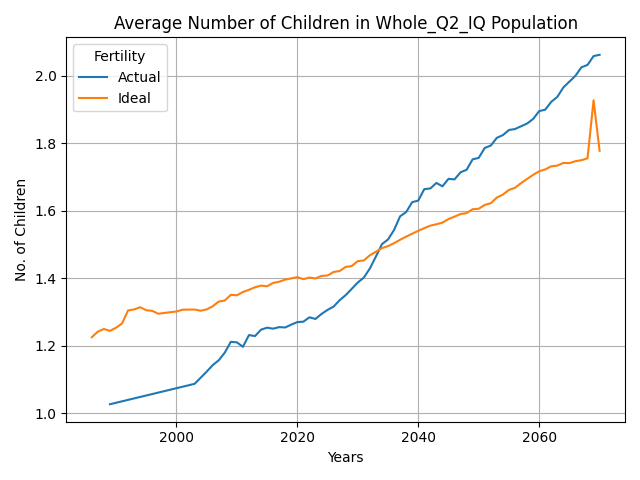 Average Number of Children in Whole_Q2_IQ Population
Fertility
Actual
Ideal
No. of Children
2.0
1.8
1.6
1.4
1.2
1.0
2000
2020
2040
2060
Years